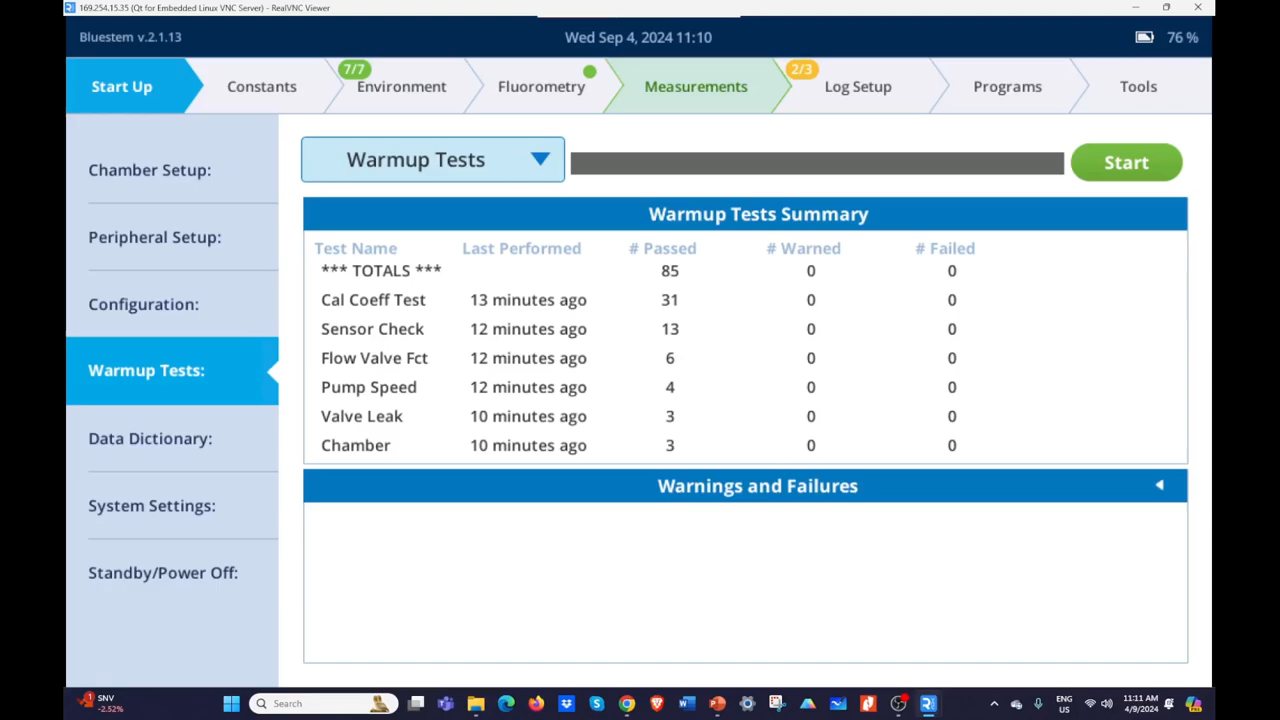 169.254.15.35 (Qt for Embedded Linux VNC Server) - RealVNC Viewer
Bluestem v.2.1.13
Wed Sep 4, 2024 11:10
76 %
Start Up
Constants
7/7
Environment
Fluorometry
Measurements
2/3
Log Setup
Programs
Tools
Chamber Setup:
Peripheral Setup:
Configuration:
Warmup Tests:
Data Dictionary:
System Settings:
Standby/Power Off:
Warmup Tests
Start
Warmup Tests Summary
Test Name Last Performed # Passed # Warned # Failed
*** TOTALS *** 85 0 0
Cal Coeff Test 13 minutes ago 31 0 0
Sensor Check 12 minutes ago 13 0 0
Flow Valve Fct 12 minutes ago 6 0 0
Pump Speed 12 minutes ago 4 0 0
Valve Leak 10 minutes ago 3 0 0
Chamber 10 minutes ago 3 0 0
Warnings and Failures
1
SNV
-2.52%
Search
ENG
US
11:11 AM
4/9/2024